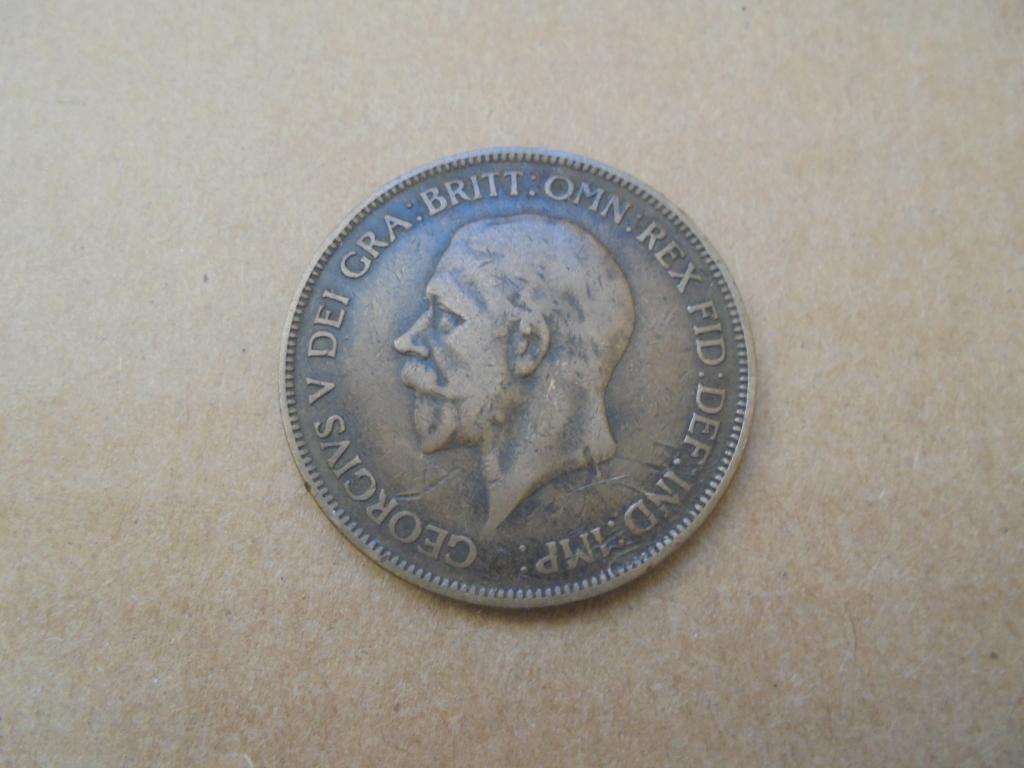 GEORGIVS V DEI GRA: BRITT: OMN: REX FID: DEF: IND: IMP: